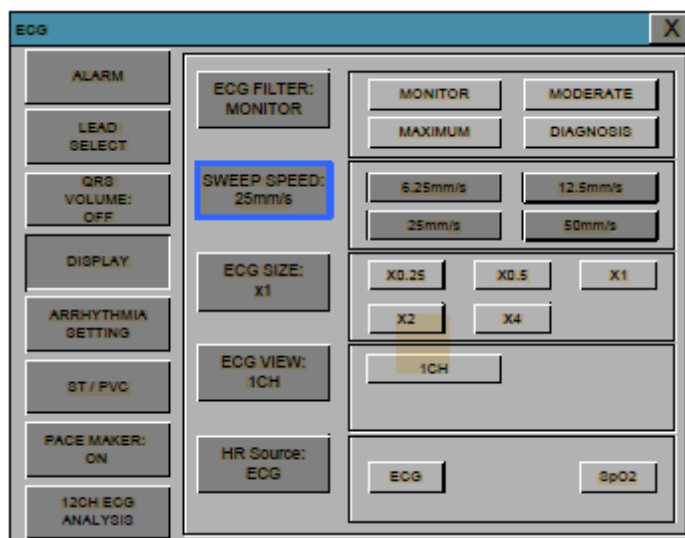 ECG X
ALARM
LEAD
SELECT
QRS
VOLUME:
OFF
DISPLAY
ARRHYTHMIA
SETTING
ST / PVC
PACE MAKER:
ON
12CH ECG
ANALYSIS
ECG FILTER:
MONITOR
MONITOR MODERATE
MAXIMUM DIAGNOSIS
SWEEP SPEED:
25mm/s
6.25mm/s 12.5mm/s
25mm/s 50mm/s
ECG SIZE:
x1
X0.25 X0.5 X1
X2 X4
ECG VIEW:
1CH
1CH
HR Source:
ECG
ECG SpO2